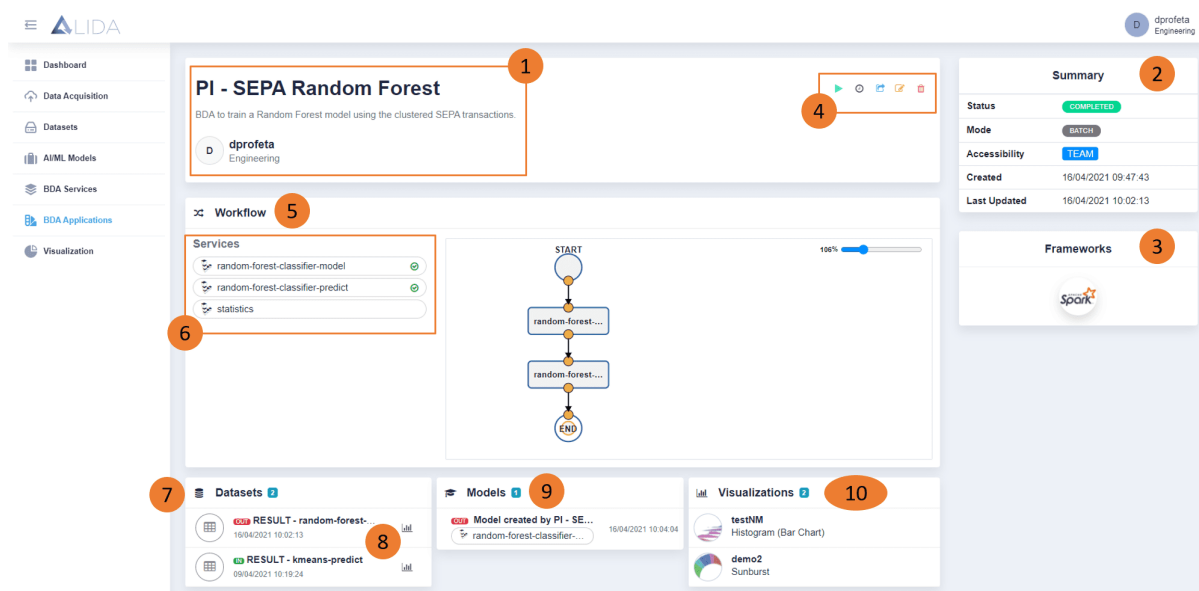 ALIDA
D
dprofeta
Engineering
Dashboard
Data Acquisition
Datasets
AI/ML Models
BDA Services
BDA Applications
Visualization
1
PI - SEPA Random Forest
BDA to train a Random Forest model using the clustered SEPA transactions.
D
dprofeta
Engineering
4
Summary
2
Status COMPLETED
Mode BATCH
Accessibility TEAM
Created 16/04/2021 09:47:43
Last Updated 16/04/2021 10:02:13
Frameworks
3
APACHE
Spark
Workflow
5
Services
random-forest-classifier-model
random-forest-classifier-predict
statistics
6
START
106%
random-forest-...
random-forest-...
END
7
Datasets 2
OUT RESULT - random-forest-...
16/04/2021 10:02:13
8
IN RESULT - kmeans-predict
09/04/2021 10:19:24
Models 1
9
OUT Model created by PI - SE...
random-forest-classifier-...
16/04/2021 10:04:04
Visualizations 2
10
testNM
Histogram (Bar Chart)
demo2
Sunburst